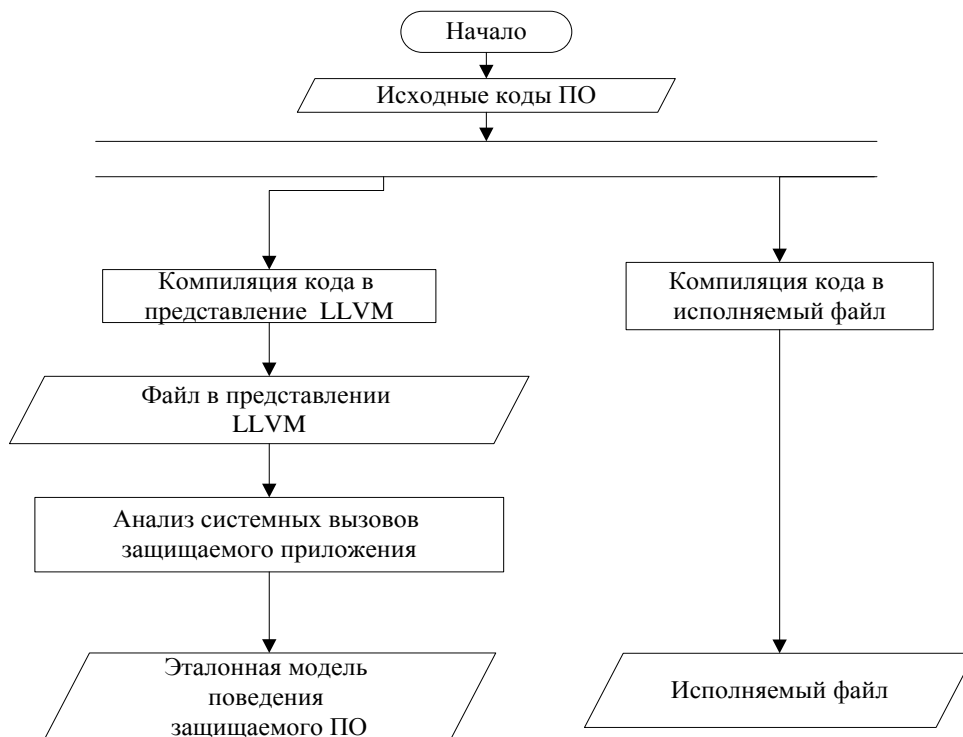 Начало
Исходные коды ПО
Компиляция кода в
представление LLVM
Компиляция кода в
исполняемый файл
Файл в представлении
LLVM
Анализ системных вызовов
защищаемого приложения
Эталонная модель
поведения
защищаемого ПО
Исполняемый файл